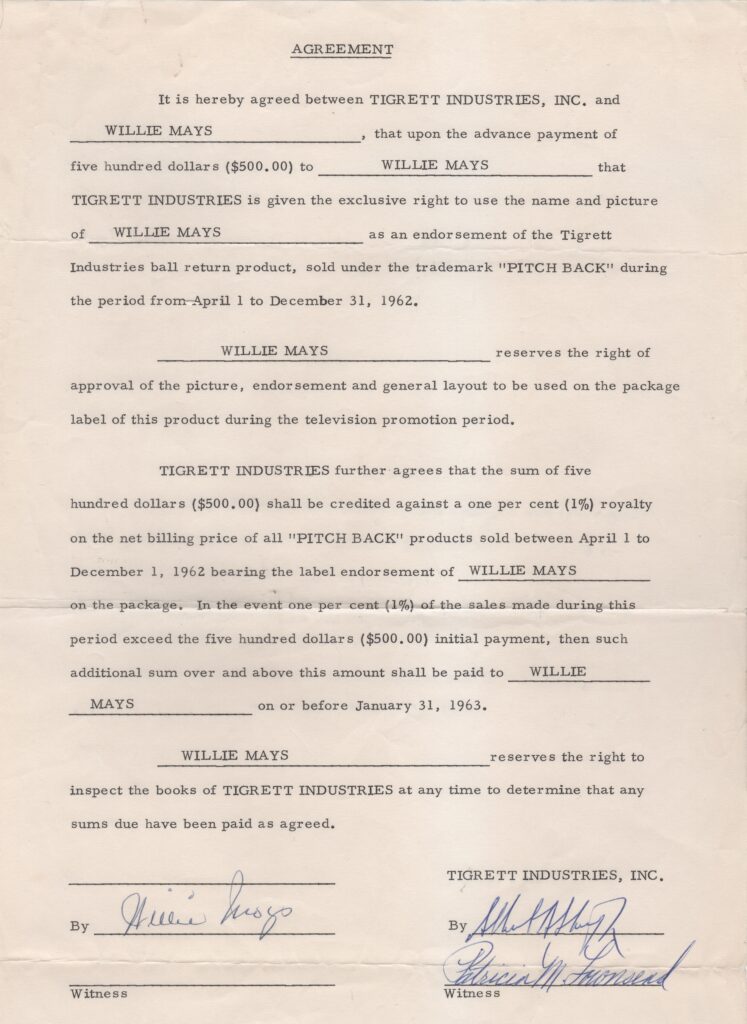 AGREEMENT
It is hereby agreed between TIGRETT INDUSTRIES, INC. and
WILLIE MAYS, that upon the advance payment of
five hundred dollars ($500.00) to WILLIE MAYS that
TIGRETT INDUSTRIES is given the exclusive right to use the name and picture
of WILLIE MAYS as an endorsement of the Tigrett
Industries ball return product, sold under the trademark "PITCH BACK" during
the period from April 1 to December 31, 1962.
WILLIE MAYS reserves the right of
approval of the picture, endorsement and general layout to be used on the package
label of this product during the television promotion period.
TIGRETT INDUSTRIES further agrees that the sum of five
hundred dollars ($500.00) shall be credited against a one per cent (1%) royalty
on the net billing price of all "PITCH BACK" products sold between April 1 to
December 1, 1962 bearing the label endorsement of WILLIE MAYS
on the package. In the event one per cent (1%) of the sales made during this
period exceed the five hundred dollars ($500.00) initial payment, then such
additional sum over and above this amount shall be paid to WILLIE
MAYS on or before January 31, 1963.
WILLIE MAYS reserves the right to
inspect the books of TIGRETT INDUSTRIES at any time to determine that any
sums due have been paid as agreed.
TIGRETT INDUSTRIES, INC.
By Willie Mays By
Patricia M. Townsend
Witness Witness